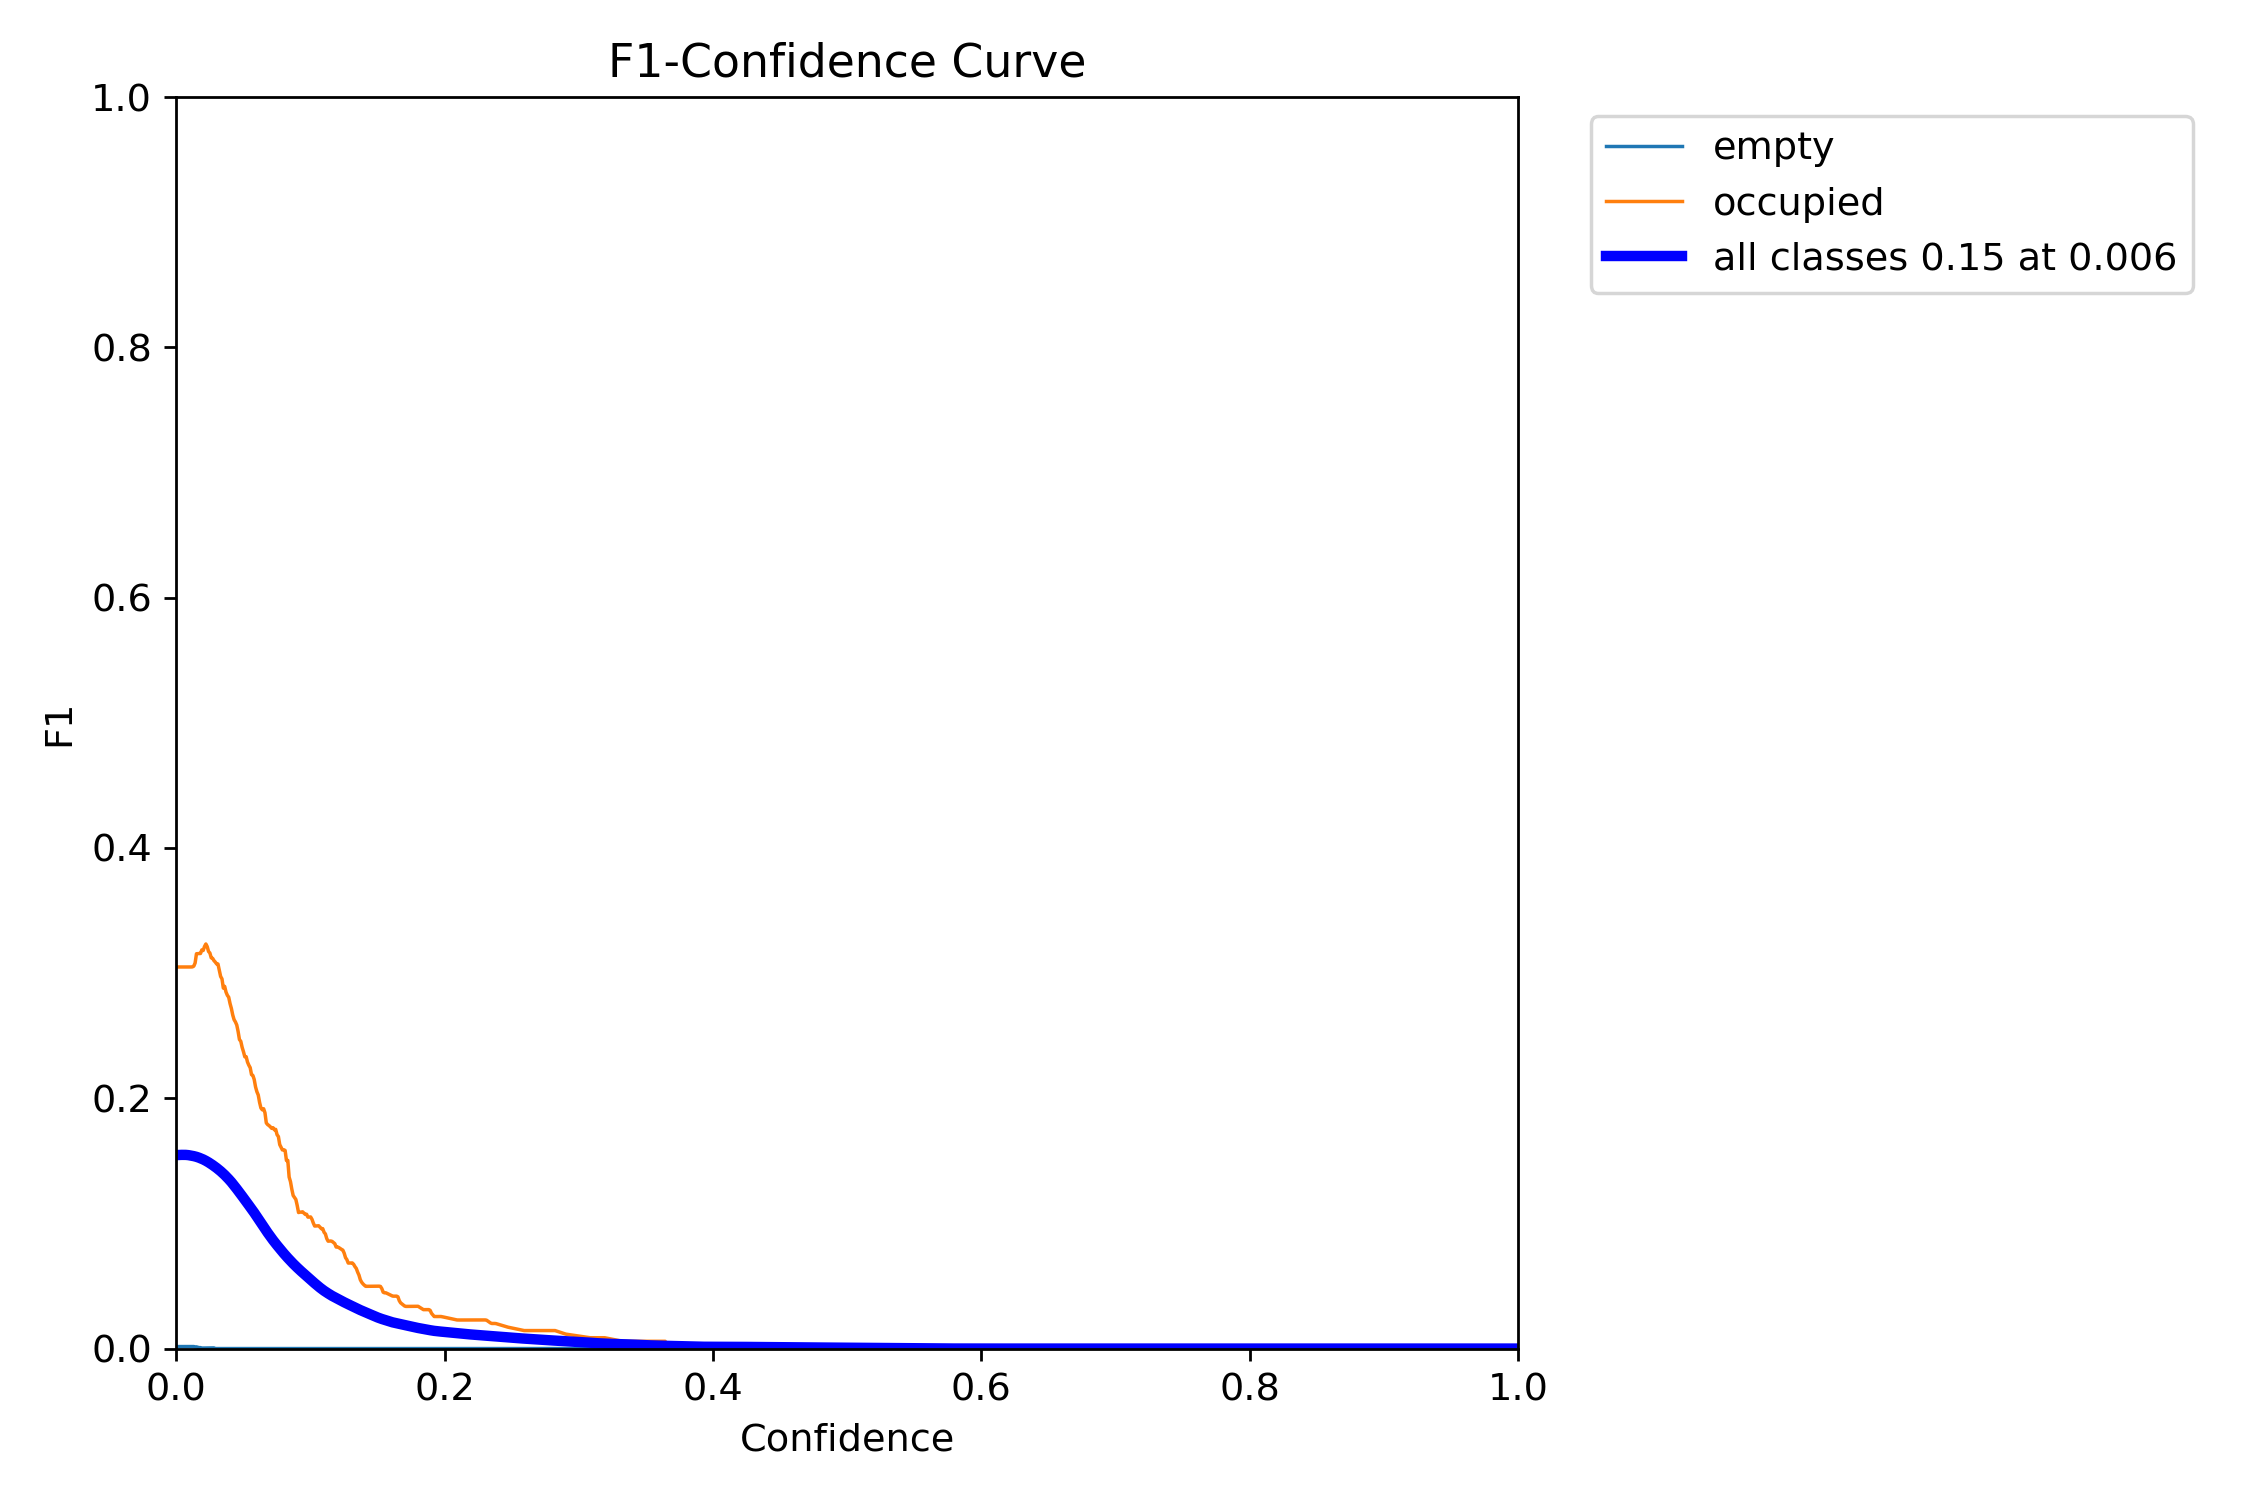 F1-Confidence Curve
1.0
0.8
0.6
0.4
0.2
0.0
F1
0.0 0.2 0.4 0.6 0.8 1.0
Confidence
empty
occupied
all classes 0.15 at 0.006